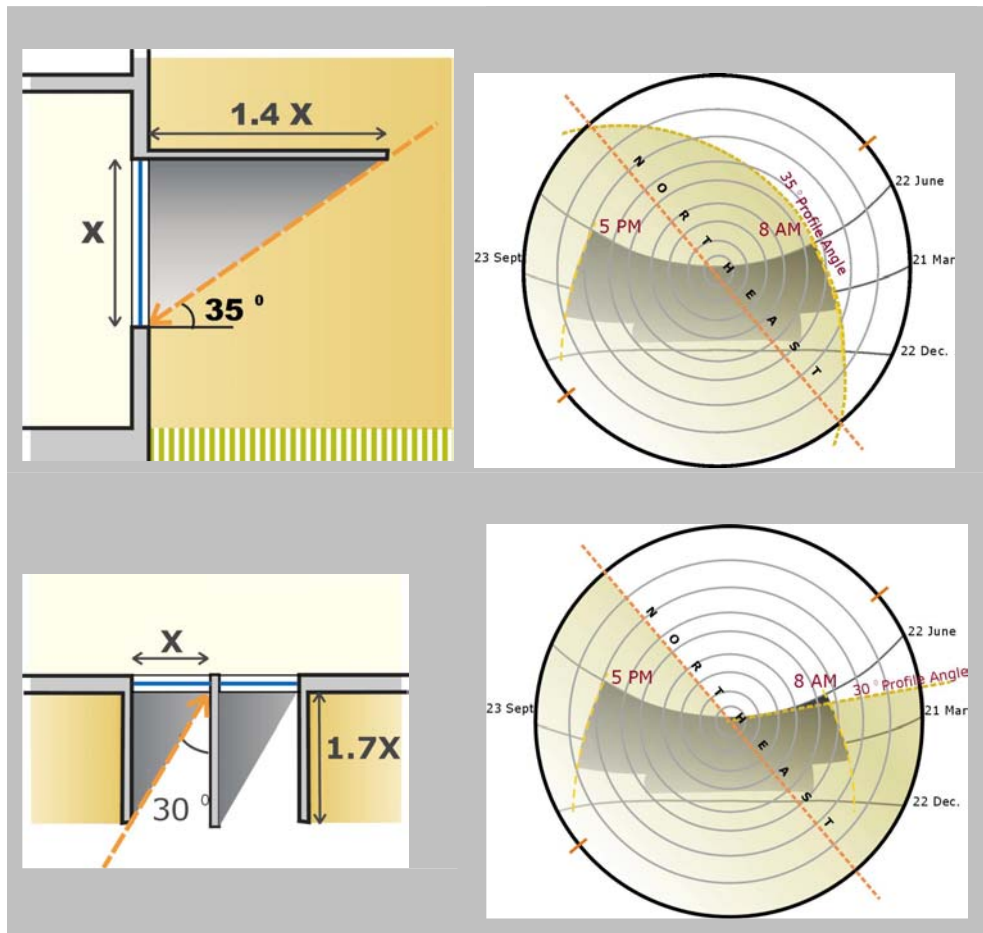 1.4 X
X
35 °
N O R T H E A S T
35 ° Profile Angle
5 PM
8 AM
22 June
23 Sept
21 Mar
22 Dec.
X
1.7X
30 °
N O R T H E A S T
5 PM
8 AM
30 ° Profile Angle
22 June
23 Sept
21 Mar
22 Dec.